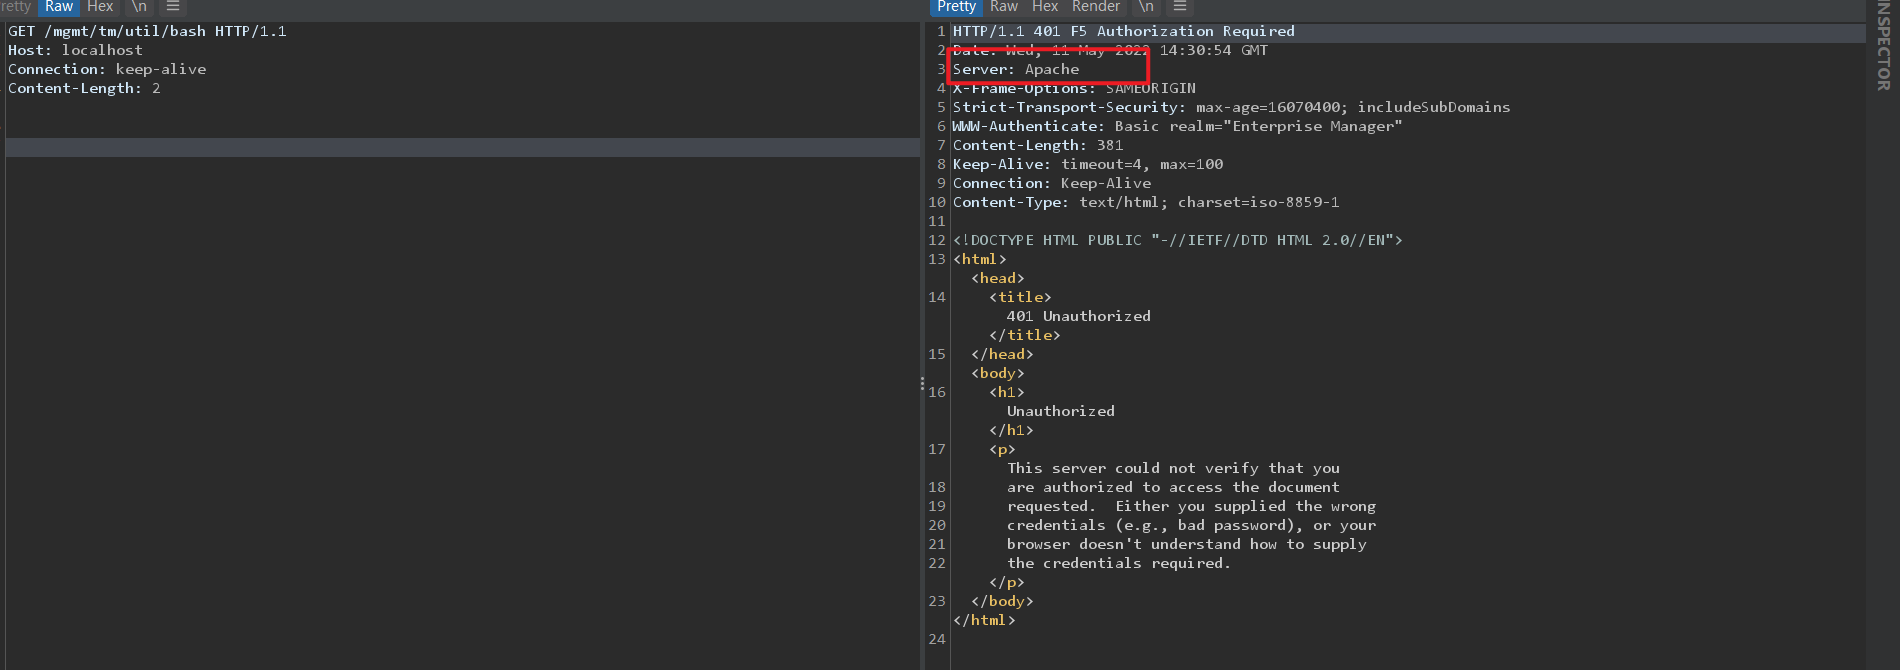 retty Raw Hex \n ☰
GET /mgmt/tm/util/bash HTTP/1.1
Host: localhost
Connection: keep-alive
Content-Length: 2
Pretty Raw Hex Render \n ☰
1 HTTP/1.1 401 F5 Authorization Required
2 Date: Wed, 11 May 2022 14:30:54 GMT
3 Server: Apache
4 X-Frame-Options: SAMEORIGIN
5 Strict-Transport-Security: max-age=16070400; includeSubDomains
6 WWW-Authenticate: Basic realm="Enterprise Manager"
7 Content-Length: 381
8 Keep-Alive: timeout=4, max=100
9 Connection: Keep-Alive
10 Content-Type: text/html; charset=iso-8859-1
11
12 <!DOCTYPE HTML PUBLIC "-//IETF//DTD HTML 2.0//EN">
13 <html>
<head>
14 <title>
401 Unauthorized
</title>
15 </head>
<body>
16 <h1>
Unauthorized
</h1>
17 <p>
This server could not verify that you
18 are authorized to access the document
19 requested.  Either you supplied the wrong
20 credentials (e.g., bad password), or your
21 browser doesn't understand how to supply
22 the credentials required.
</p>
23 </body>
</html>
24
INSPECTOR